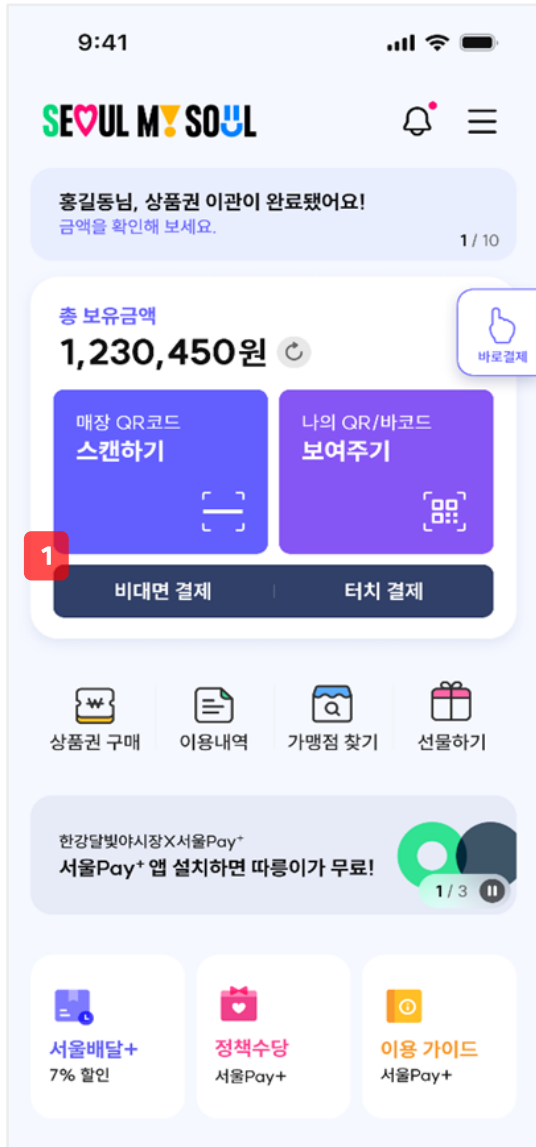 9:41
SEOUL MY SOUL
홍길동님, 상품권 이관이 완료됐어요!
금액을 확인해 보세요.
1 / 10
총 보유금액
1,230,450원
바로결제
매장 QR코드
스캔하기
나의 QR/바코드
보여주기
1
비대면 결제
터치 결제
상품권 구매
이용내역
가맹점 찾기
선물하기
한강달빛야시장X서울Pay⁺
서울Pay⁺ 앱 설치하면 따릉이가 무료!
1 / 3
서울배달+
7% 할인
정책수당
서울Pay+
이용 가이드
서울Pay+